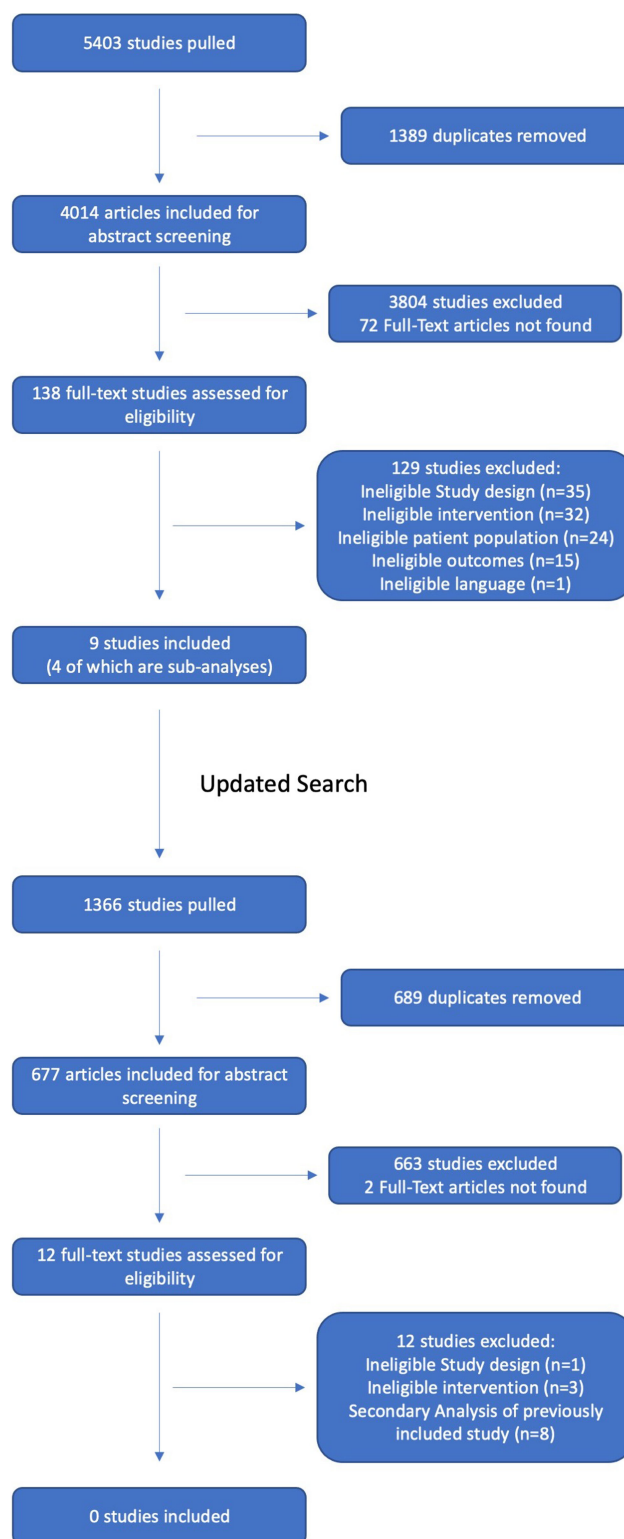 5403 studies pulled
1389 duplicates removed
4014 articles included for
abstract screening
3804 studies excluded
72 Full-Text articles not found
138 full-text studies assessed for
eligibility
129 studies excluded:
Ineligible Study design (n=35)
Ineligible intervention (n=32)
Ineligible patient population (n=24)
Ineligible outcomes (n=15)
Ineligible language (n=1)
9 studies included
(4 of which are sub-analyses)
Updated Search
1366 studies pulled
689 duplicates removed
677 articles included for abstract
screening
663 studies excluded
2 Full-Text articles not found
12 full-text studies assessed for
eligibility
12 studies excluded:
Ineligible Study design (n=1)
Ineligible intervention (n=3)
Secondary Analysis of previously
included study (n=8)
0 studies included